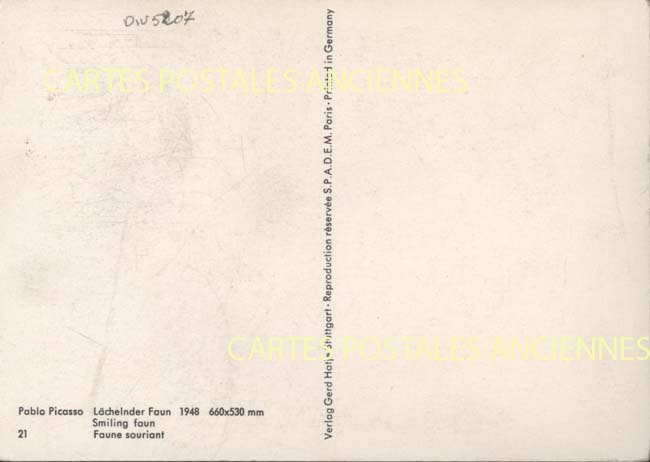 DIV5207
CARTES POSTALES ANCIENNES
Verlag Gerd Hatje · Stuttgart · Reproduction réservée S.P.A.D.E.M. Paris · Printed in Germany
CARTES POSTALES ANCIENNES
Pablo Picasso Lächelnder Faun 1948 660x530 mm
Smiling faun
21 Faune souriant